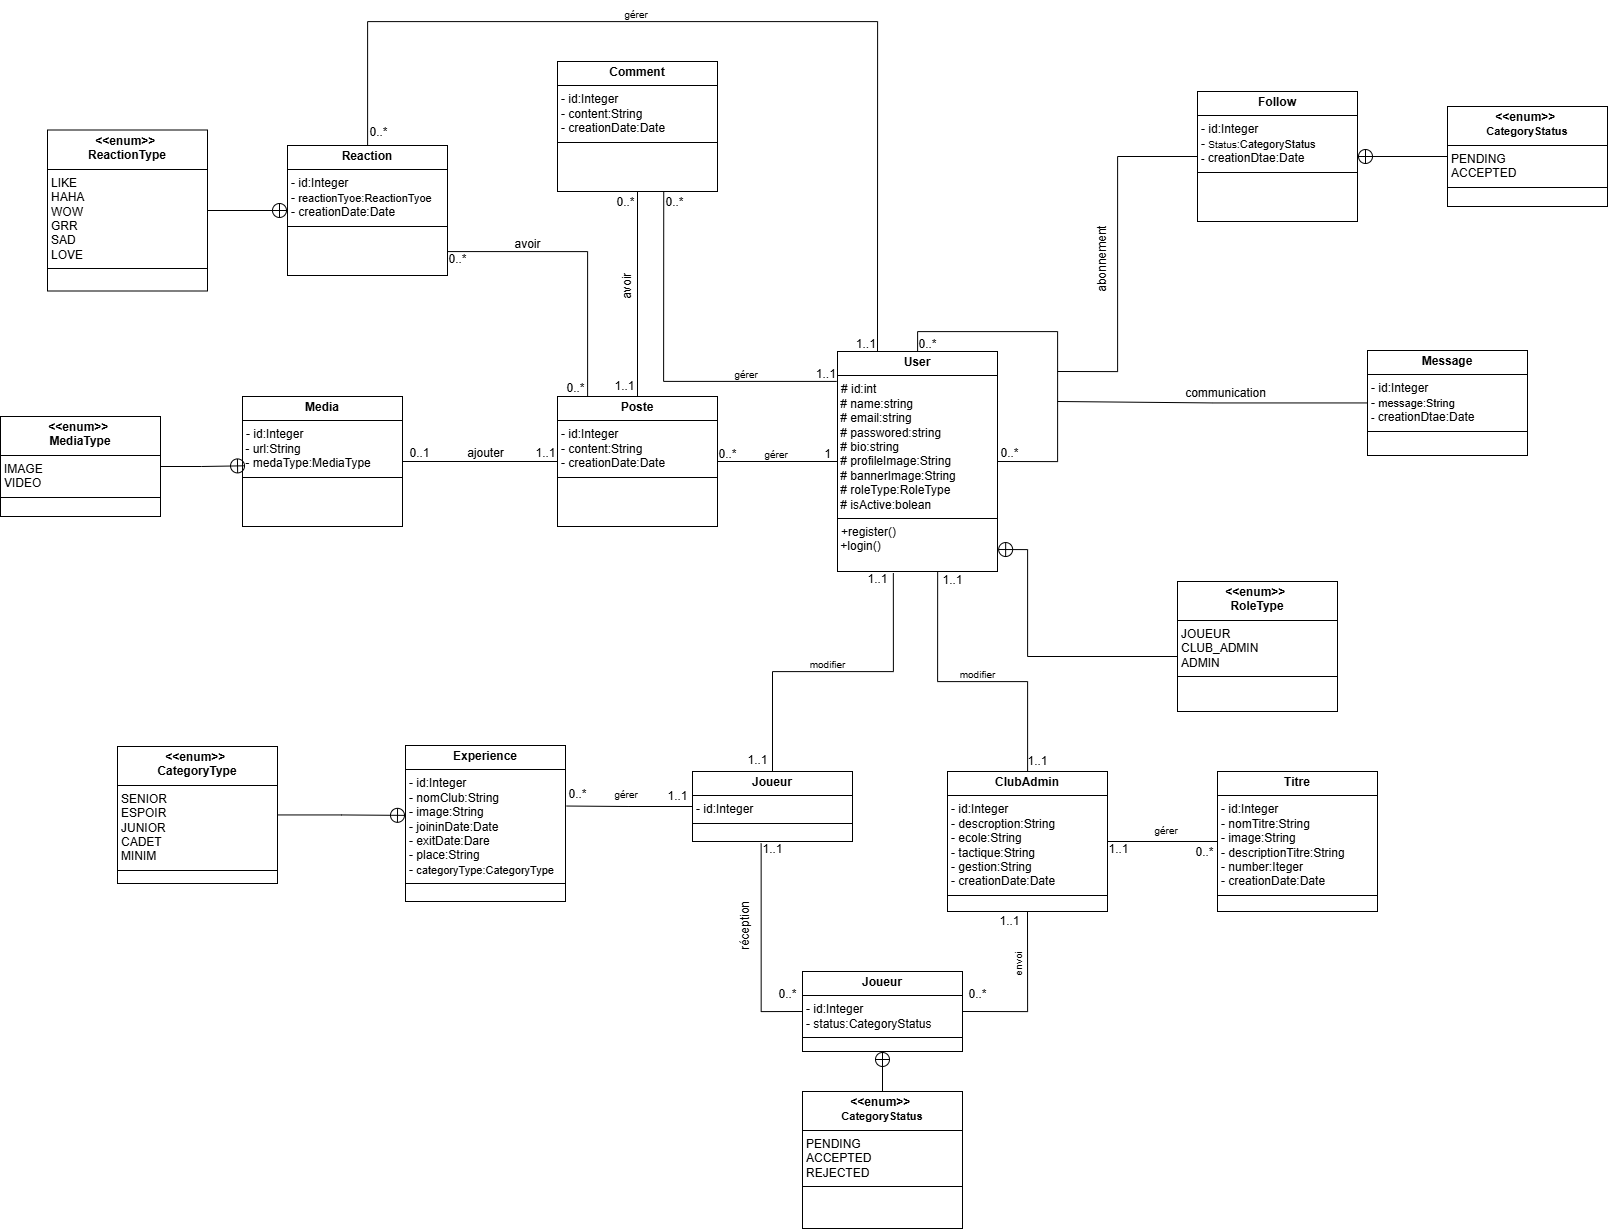 gérer
0..*
1..1
Comment
- id:Integer
- content:String
- creationDate:Date
0..*
0..*
<<enum>>
ReactionType
LIKE
HAHA
WOW
GRR
SAD
LOVE
Reaction
- id:Integer
- reactionTyoe:ReactionTyoe
- creationDate:Date
avoir
0..*
0..*
avoir
1..1
gérer
1..1
Follow
- id:Integer
- Status:CategoryStatus
- creationDtae:Date
<<enum>>
CategoryStatus
PENDING
ACCEPTED
abonnement
0..*
0..*
communication
Message
- id:Integer
- message:String
- creationDtae:Date
User
# id:int
# name:string
# email:string
# passwored:string
# bio:string
# profileImage:String
# bannerImage:String
# roleType:RoleType
# isActive:bolean
+register()
+login()
<<enum>>
MediaType
IMAGE
VIDEO
Media
- id:Integer
- url:String
- medaType:MediaType
0..1
ajouter
1..1
Poste
- id:Integer
- content:String
- creationDate:Date
0..*
gérer
1
<<enum>>
RoleType
JOUEUR
CLUB_ADMIN
ADMIN
1..1
1..1
modifier
modifier
1..1
1..1
<<enum>>
CategoryType
SENIOR
ESPOIR
JUNIOR
CADET
MINIM
Experience
- id:Integer
- nomClub:String
- image:String
- joininDate:Date
- exitDate:Dare
- place:String
- categoryType:CategoryType
0..*
gérer
1..1
Joueur
- id:Integer
1..1
ClubAdmin
- id:Integer
- descroption:String
- ecole:String
- tactique:String
- gestion:String
- creationDate:Date
1..1
gérer
0..*
Titre
- id:Integer
- nomTitre:String
- image:String
- descriptionTitre:String
- number:Iteger
- creationDate:Date
1..1
réception
envoi
0..*
0..*
Joueur
- id:Integer
- status:CategoryStatus
<<enum>>
CategoryStatus
PENDING
ACCEPTED
REJECTED